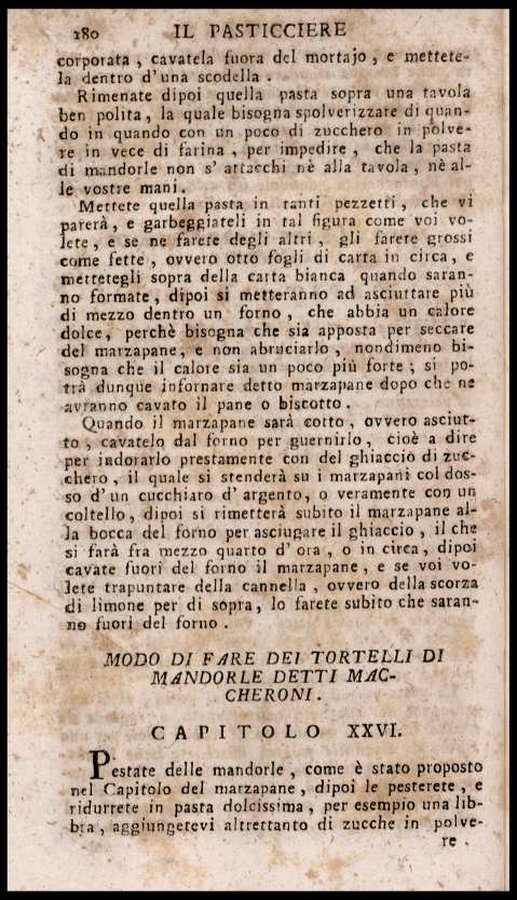 280 IL PASTICCIERE
corporata , cavatela fuora del mortajo , e mettete-
la dentro d'una scodella .
Rimenate dipoi quella pasta sopra una tavola
ben polita , la quale bisogna spolverizzare di quan-
do in quando con un poco di zucchero in polve-
re in vece di farina , per impedire , che la pasta
di mandorle non s' attacchi nè alla tavola , nè al-
le vostre mani .
Mettete quella pasta in tanti pezzetti , che vi
parerà , e garbeggiateli in tal figura come voi vo-
lete , e se ne farete degli altri , gli farete grossi
come fette , ovvero otto fogli di carta in circa , e
mettetegli sopra della carta bianca quando saran-
no formate , dipoi si metteranno ad asciuttare più
di mezzo dentro un forno , che abbia un calore
dolce , perchè bisogna che sia apposta per seccare
del marzapane , e non abruciarlo , nondimeno bi-
sogna che il calore sia un poco più forte ; si po-
trà dunque infornare detto marzapane dopo che ne
avranno cavato il pane o biscotto .
Quando il marzapane sarà cotto , ovvero asciut-
to , cavatelo dal forno per guernirlo , cioè a dire
per indorarlo prestamente con del ghiaccio di zuc-
chero , il quale si stenderà su i marzapani col dos-
so d' un cucchiaro d' argento , o veramente con un
coltello , dipoi si rimetterà subito il marzapane al-
la bocca del forno per asciugare il ghiaccio , il che
si farà fra mezzo quarto d' ora , o in circa , dipoi
cavate fuori del forno il marzapane , e se voi vo-
lete trapuntare della cannella , ovvero della scorza
di limone per di sopra , lo farete subito che saran-
no fuori del forno .
MODO DI FARE DEI TORTELLI DI
MANDORLE DETTI MAC-
CHERONI .
CAPITOLO XXVI.
Pestate delle mandorle , come è stato proposto
nel Capitolo del marzapane , dipoi le pesterete , e
ridurrete in pasta dolcissima , per esempio una lib-
bra , aggiungetevi altrettanto di zucche in polve-
re .